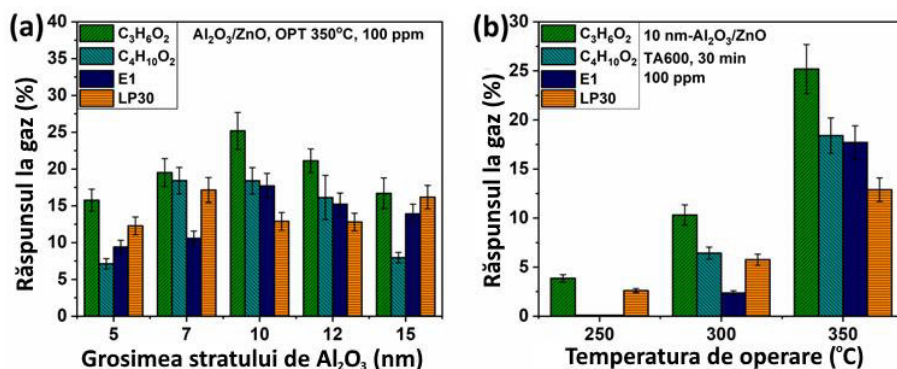 (a)
C₃H₆O₂
C₄H₁₀O₂
E1
LP30
Al₂O₃/ZnO, OPT 350°C, 100 ppm
Răspunsul la gaz (%)
40
35
30
25
20
15
10
5
0
5 7 10 12 15
Grosimea stratului de Al₂O₃ (nm)
(b)
C₃H₆O₂
C₄H₁₀O₂
E1
LP30
10 nm-Al₂O₃/ZnO
TA600, 30 min
100 ppm
Răspunsul la gaz (%)
30
25
20
15
10
5
0
250 300 350
Temperatura de operare (°C)